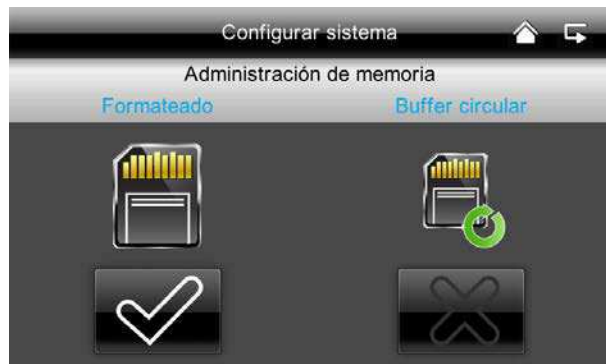 Configurar sistema
Administración de memoria
Formateado Buffer circular